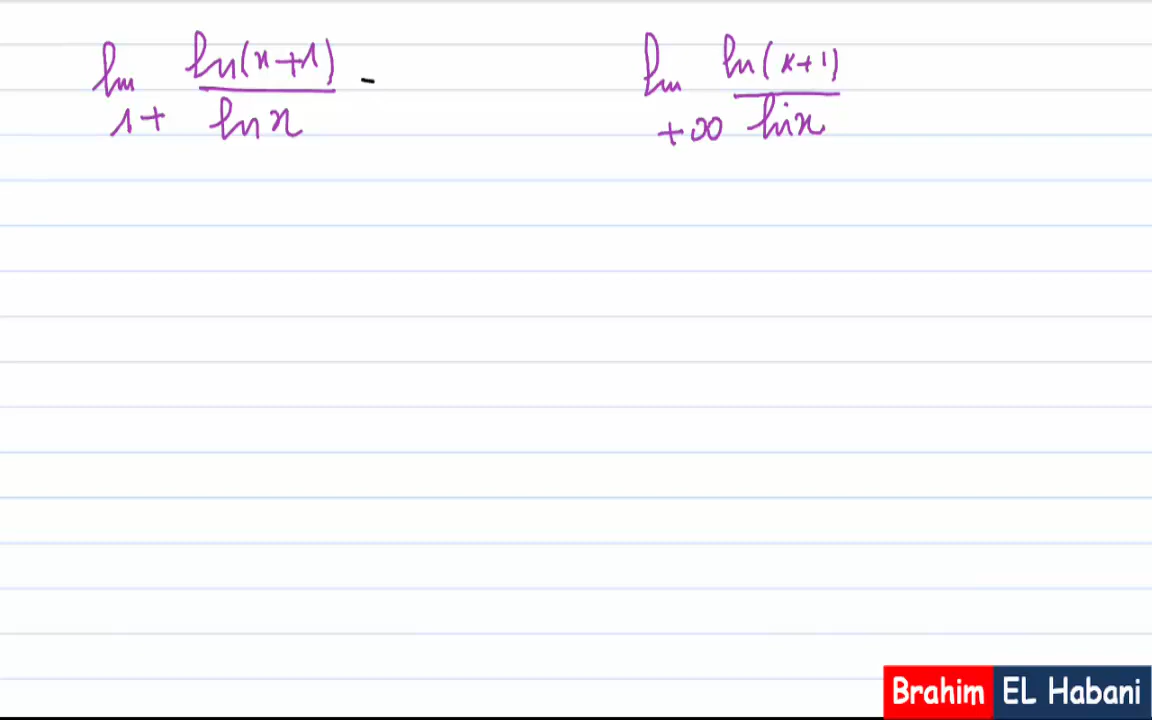 lim ln(x+1) / ln x =
1+
lim ln(x+1) / ln x
+∞
Brahim EL Habani